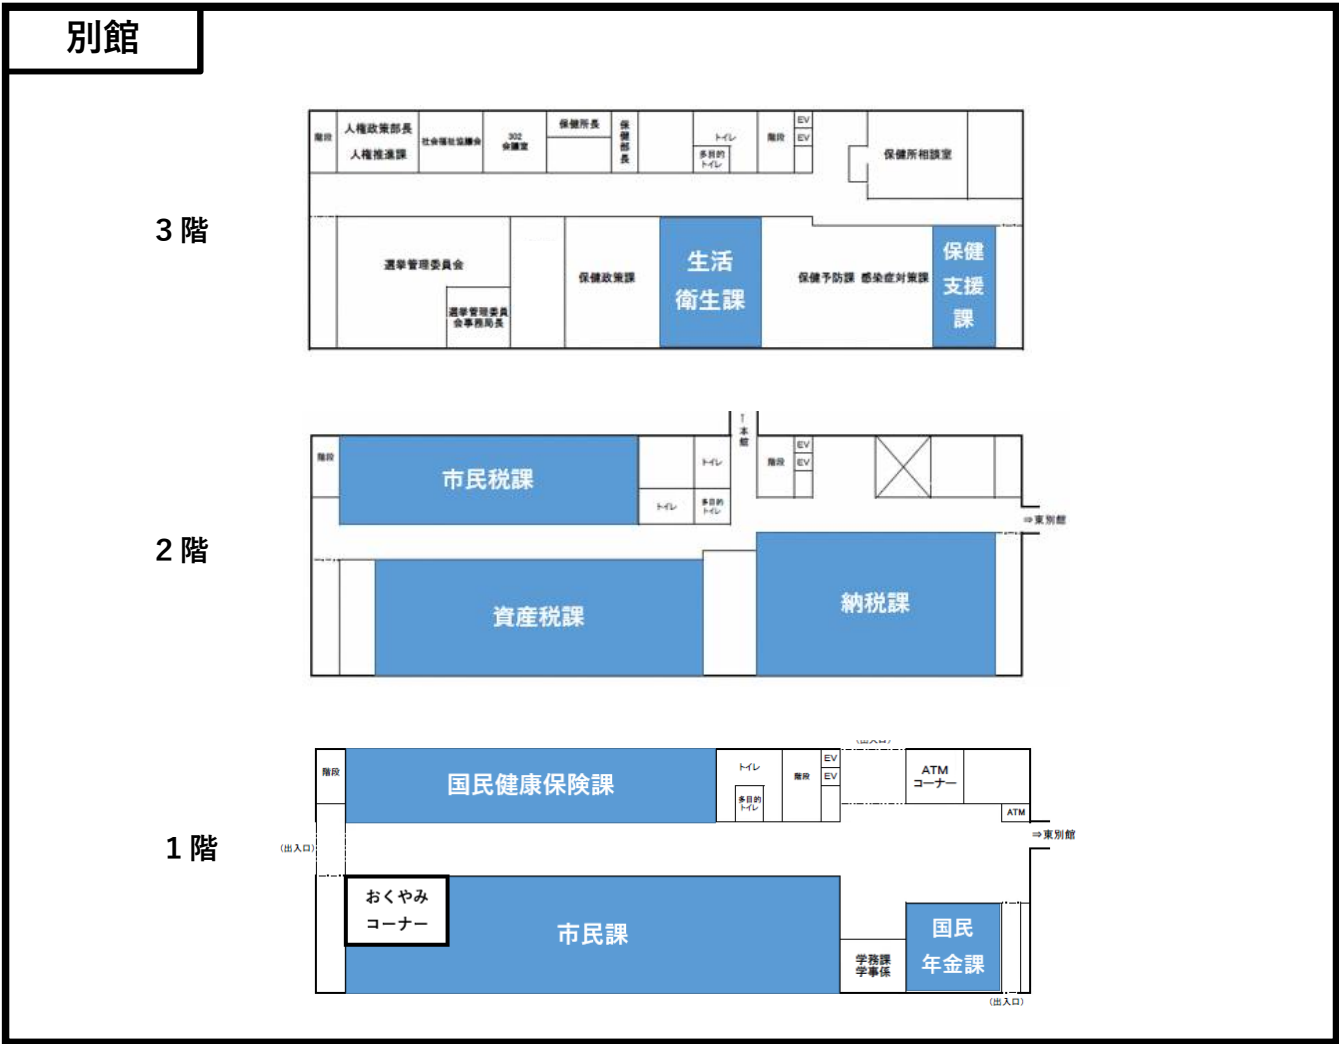 別館
3階
階段
人権政策部長
人権推進課
社会福祉協議会
302
会議室
保健所長
保健部長
トイレ
多目的
トイレ
階段
EV
EV
保健所相談室
選挙管理委員会
選挙管理委員
会事務局長
保健政策課
生活
衛生課
保健予防課 感染症対策課
保健
支援
課
2階
↑本館
階段
市民税課
トイレ
トイレ
多目的
トイレ
階段
EV
EV
⇒東別館
資産税課
納税課
1階
(出入口)
階段
国民健康保険課
トイレ
多目的
トイレ
階段
EV
EV
ATM
コーナー
ATM
⇒東別館
(出入口)
おくやみ
コーナー
市民課
学務課
学事係
国民
年金課
(出入口)